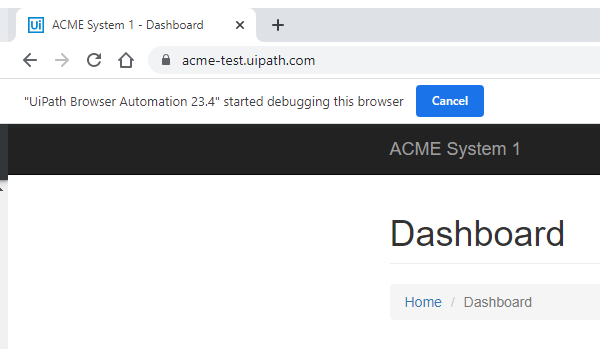 Ui ACME System 1 - Dashboard
acme-test.uipath.com
"UiPath Browser Automation 23.4" started debugging this browser Cancel
ACME System 1
Dashboard
Home / Dashboard